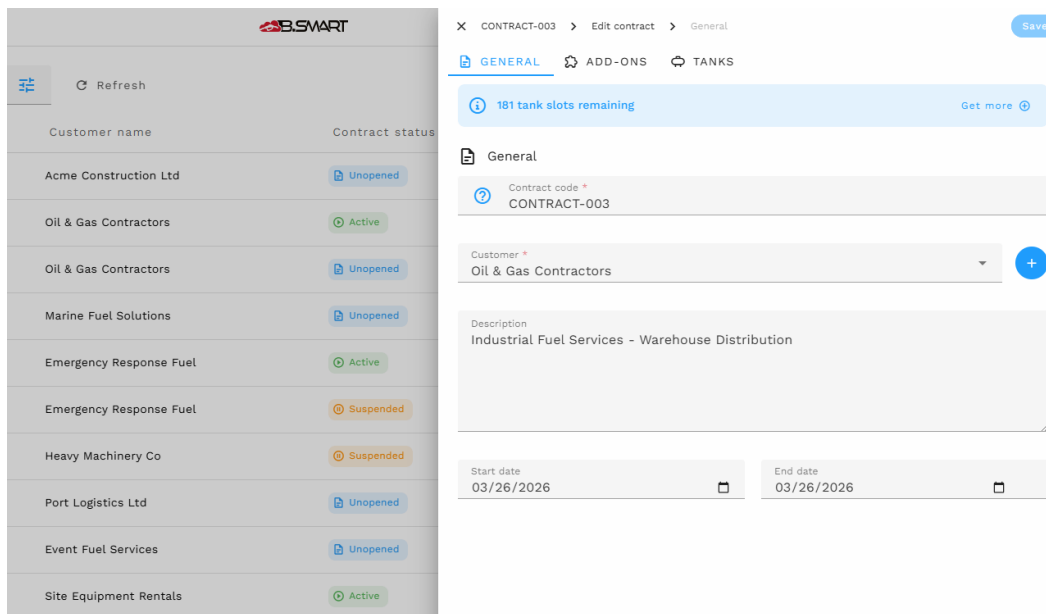 B.SMART
Refresh
Customer name Contract status
Acme Construction Ltd Unopened
Oil & Gas Contractors Active
Oil & Gas Contractors Unopened
Marine Fuel Solutions Unopened
Emergency Response Fuel Active
Emergency Response Fuel Suspended
Heavy Machinery Co Suspended
Port Logistics Ltd Unopened
Event Fuel Services Unopened
Site Equipment Rentals Active
CONTRACT-003 Edit contract General Save
GENERAL ADD-ONS TANKS
181 tank slots remaining Get more
General
Contract code *
CONTRACT-003
Customer *
Oil & Gas Contractors
Description
Industrial Fuel Services - Warehouse Distribution
Start date End date
03/26/2026 03/26/2026